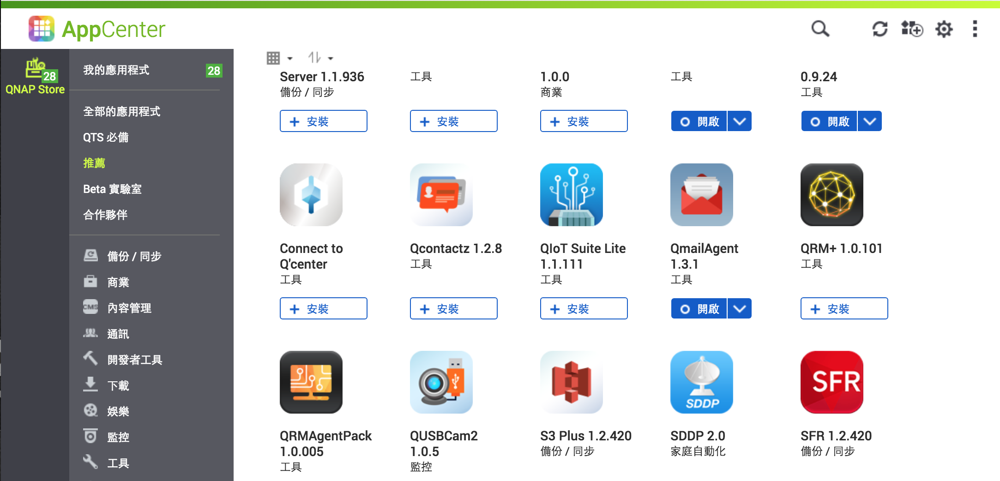 AppCenter
28
QNAP Store
我的應用程式 28
全部的應用程式
QTS 必備
推薦
Beta 實驗室
合作夥伴
備份 / 同步
商業
CMS 內容管理
通訊
開發者工具
下載
娛樂
監控
工具
Server 1.1.936
備份 / 同步
+ 安裝
工具
+ 安裝
1.0.0
商業
+ 安裝
工具
開啟
0.9.24
工具
開啟
Connect to
Q'center
工具
+ 安裝
Qcontactz 1.2.8
工具
+ 安裝
QIoT Suite Lite
1.1.111
工具
+ 安裝
QmailAgent
1.3.1
工具
開啟
QRM+ 1.0.101
工具
+ 安裝
QRMAgentPack
1.0.005
工具
QUSBCam2
1.0.5
監控
S3 Plus 1.2.420
備份 / 同步
SDDP
SDDP 2.0
家庭自動化
SFR
SFR 1.2.420
備份 / 同步